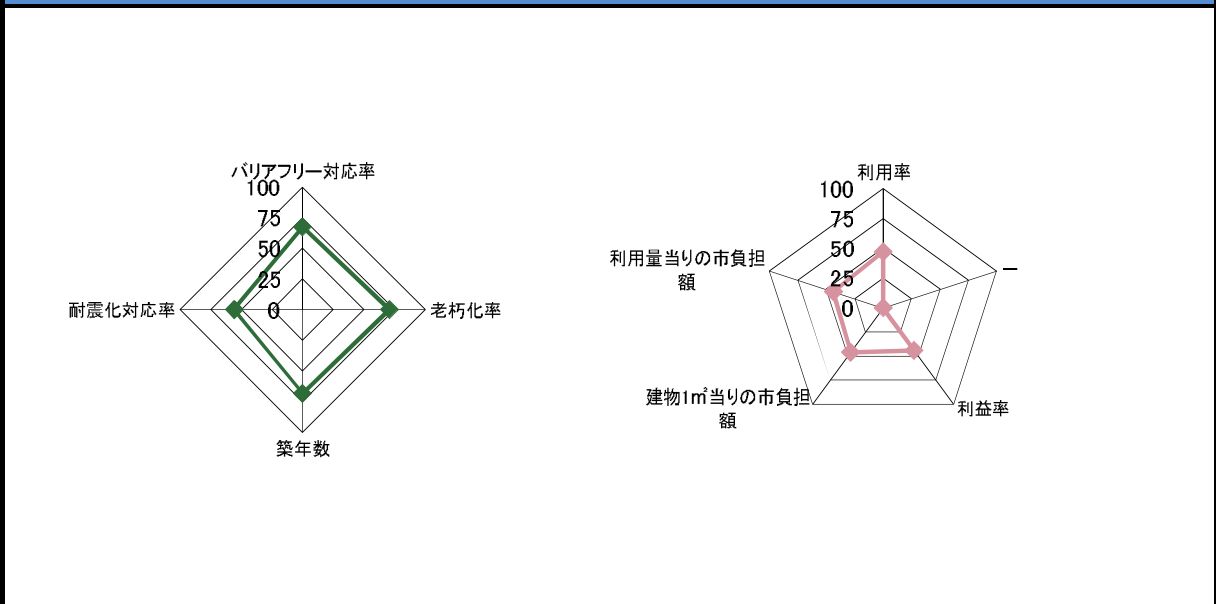 バリアフリー対応率
100
75
50
25
0
耐震化対応率
老朽化率
築年数
利用率
100
75
50
25
0
利用量当りの市負担
額
ー
建物1㎡当りの市負担
額
利益率